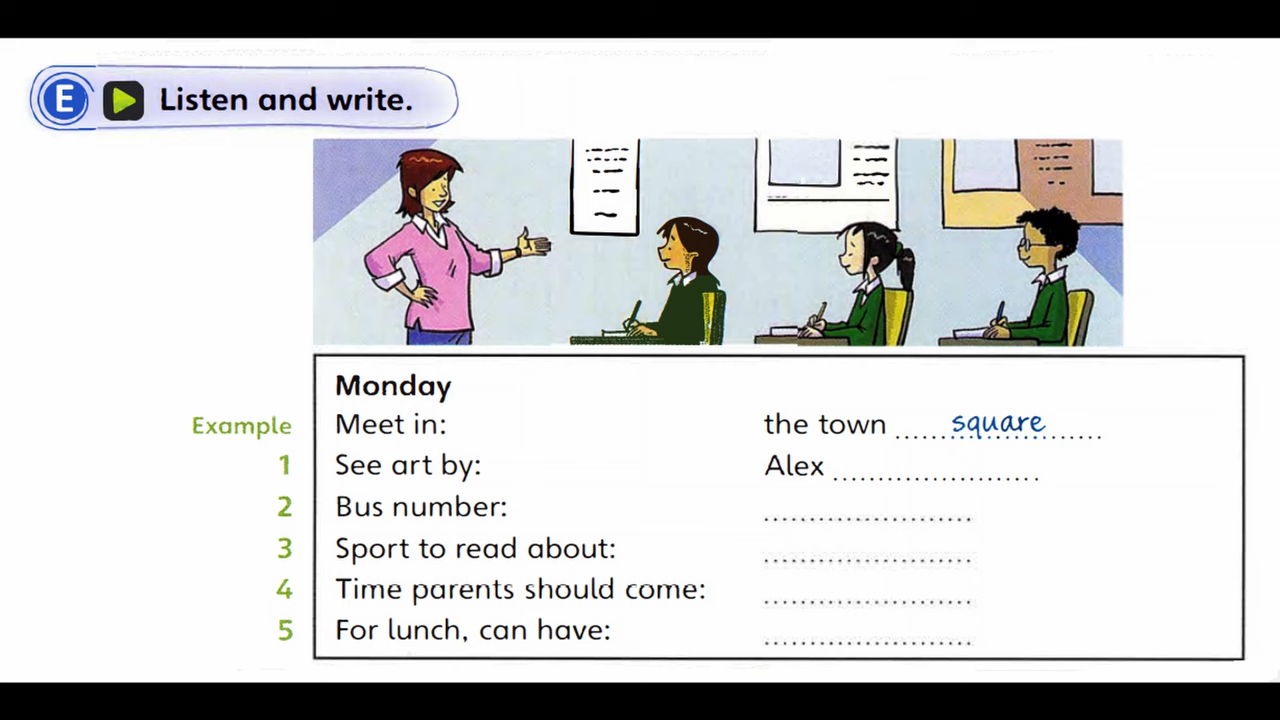 E Listen and write.
Monday
Example Meet in: the town square
1 See art by: Alex ......................
2 Bus number: ......................
3 Sport to read about: ......................
4 Time parents should come: ......................
5 For lunch, can have: ......................